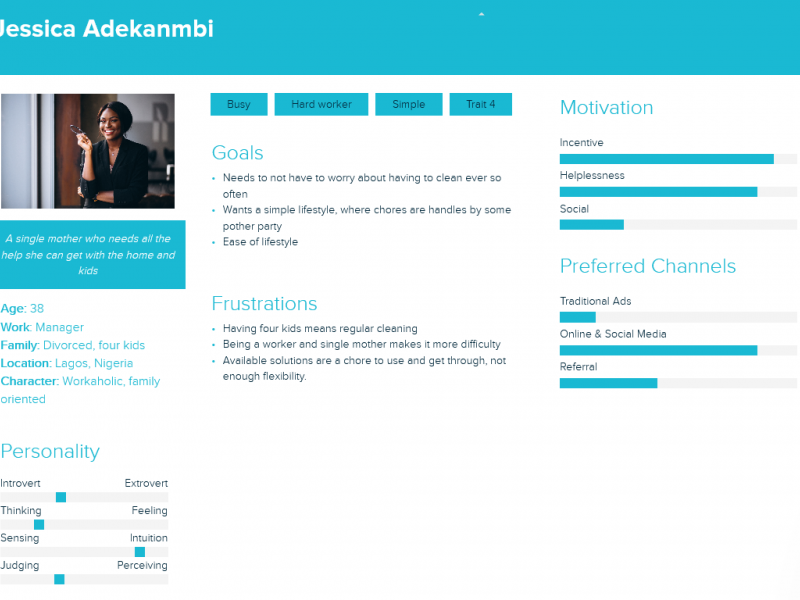 Jessica Adekanmbi
A single mother who needs all the
help she can get with the home and
kids
Age: 38
Work: Manager
Family: Divorced, four kids
Location: Lagos, Nigeria
Character: Workaholic, family
oriented
Personality
Introvert Extrovert
Thinking Feeling
Sensing Intuition
Judging Perceiving
Busy Hard worker Simple Trait 4
Goals
Needs to not have to worry about having to clean ever so
often
Wants a simple lifestyle, where chores are handles by some
pother party
Ease of lifestyle
Frustrations
Having four kids means regular cleaning
Being a worker and single mother makes it more difficulty
Available solutions are a chore to use and get through, not
enough flexibility.
Motivation
Incentive
Helplessness
Social
Preferred Channels
Traditional Ads
Online & Social Media
Referral